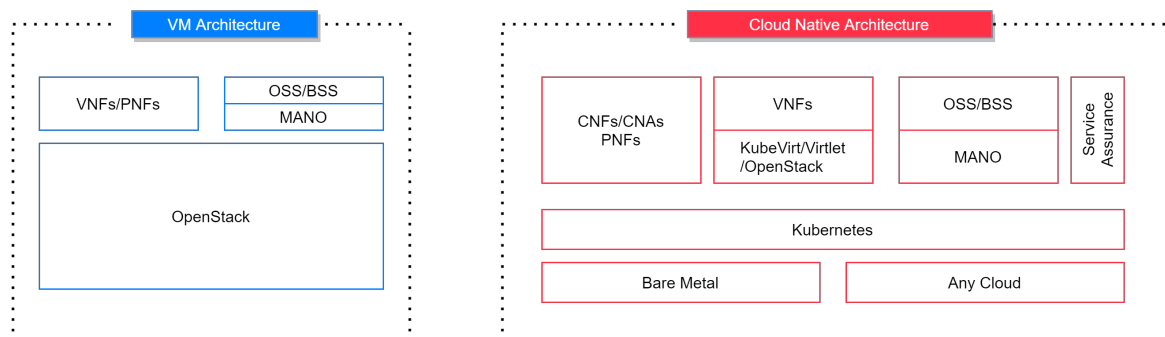 VM Architecture
VNFs/PNFs
OSS/BSS
MANO
OpenStack
Cloud Native Architecture
CNFs/CNAs
PNFs
VNFs
KubeVirt/Virtlet
/OpenStack
OSS/BSS
MANO
Service
Assurance
Kubernetes
Bare Metal
Any Cloud